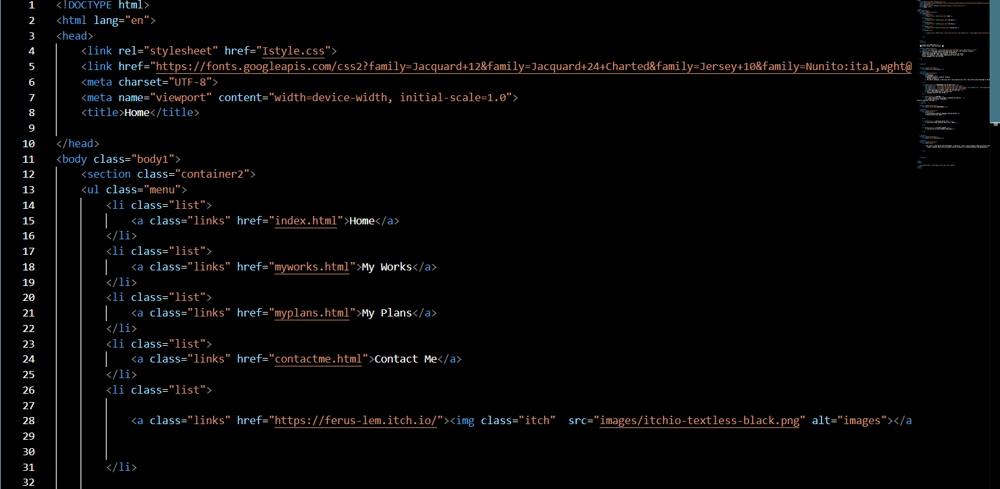 1 <!DOCTYPE html>
2 <html lang="en">
3 <head>
4 <link rel="stylesheet" href="Istyle.css">
5 <link href="https://fonts.googleapis.com/css2?family=Jacquard+12&family=Jacquard+24+Charted&family=Jersey+10&family=Nunito:ital,wght@
6 <meta charset="UTF-8">
7 <meta name="viewport" content="width=device-width, initial-scale=1.0">
8 <title>Home</title>
9
10 </head>
11 <body class="body1">
12 <section class="container2">
13 <ul class="menu">
14 <li class="list">
15 <a class="links" href="index.html">Home</a>
16 </li>
17 <li class="list">
18 <a class="links" href="myworks.html">My Works</a>
19 </li>
20 <li class="list">
21 <a class="links" href="myplans.html">My Plans</a>
22 </li>
23 <li class="list">
24 <a class="links" href="contactme.html">Contact Me</a>
25 </li>
26 <li class="list">
27
28 <a class="links" href="https://ferus-lem.itch.io/"><img class="itch"  src="images/itchio-textless-black.png" alt="images"></a
29
30
31 </li>
32